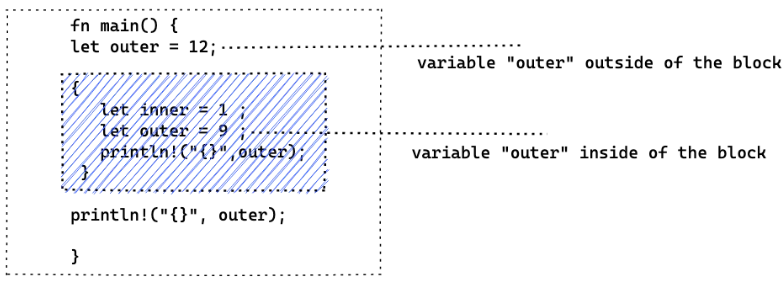 fn main() {
let outer = 12;
variable "outer" outside of the block
{
let inner = 1 ;
let outer = 9 ;
println!("{}",outer);
variable "outer" inside of the block
}
println!("{}", outer);
}